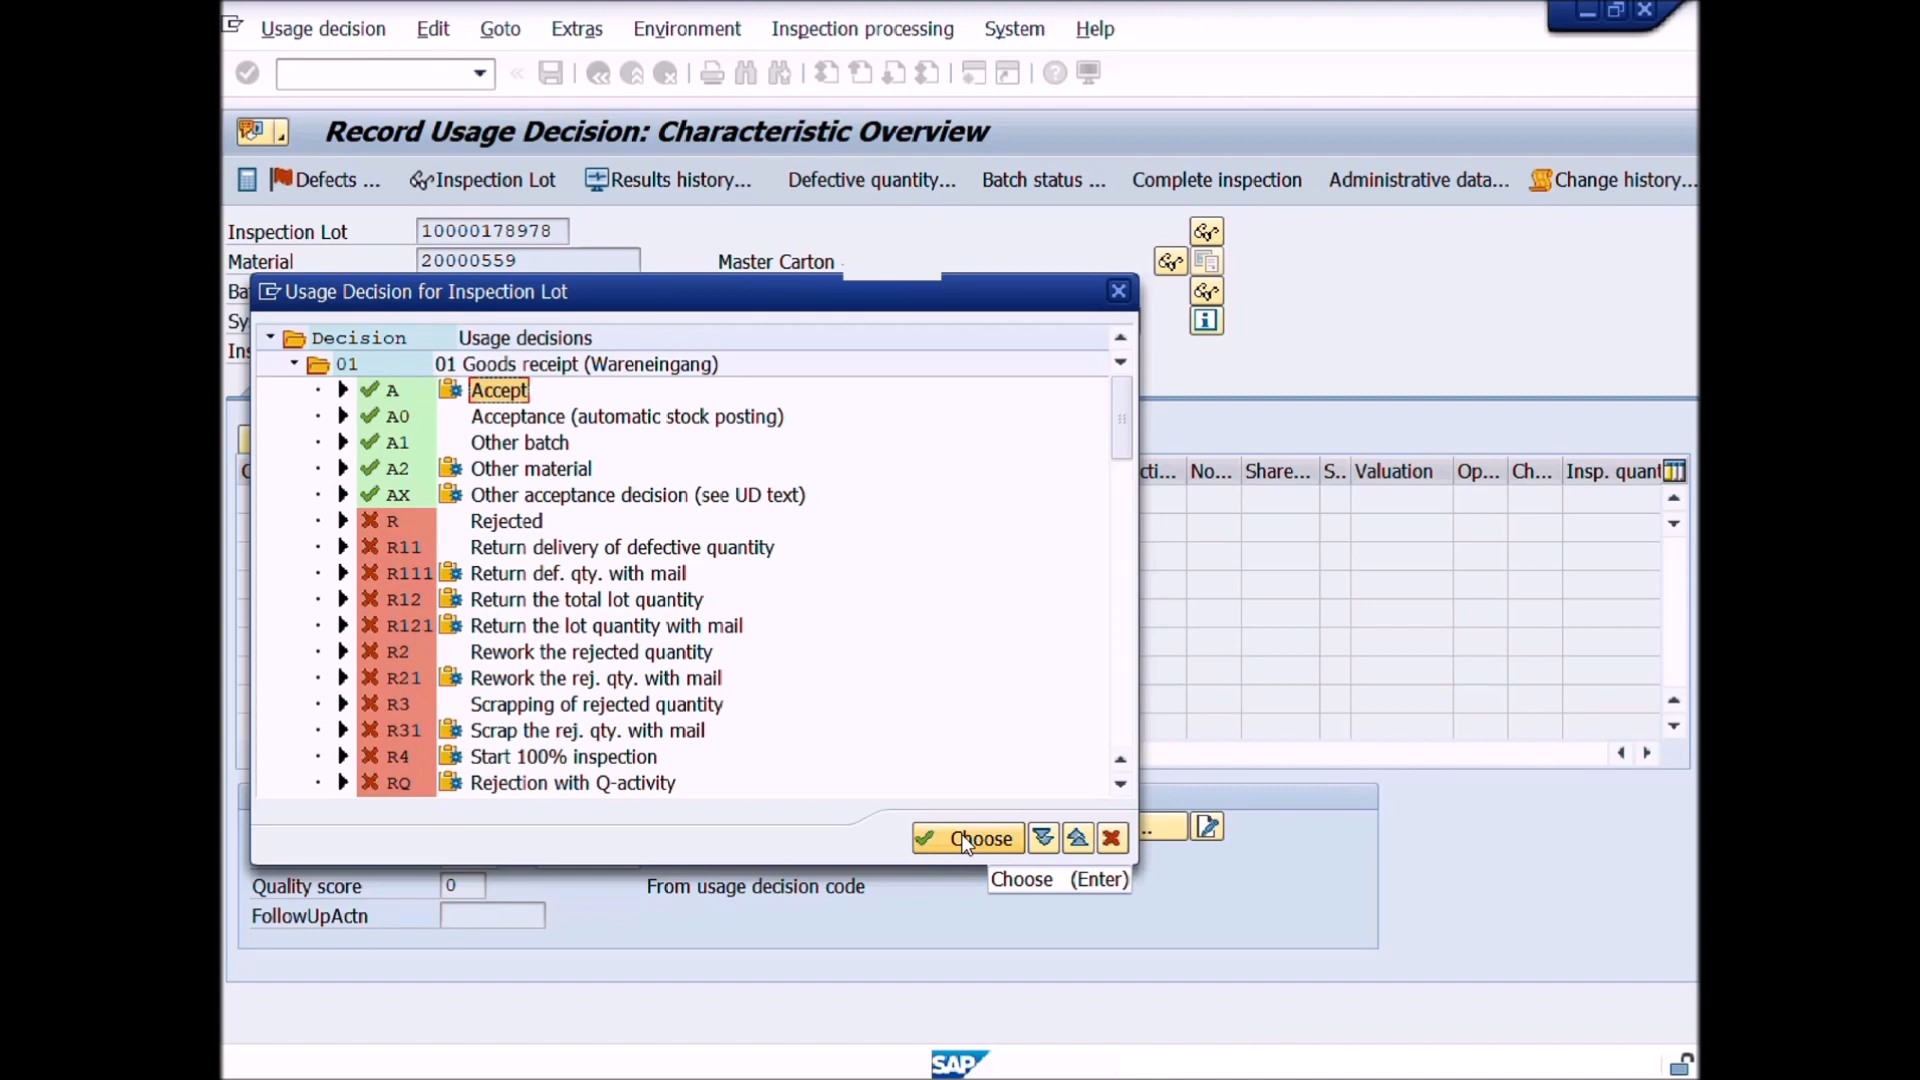 Usage decision Edit Goto Extras Environment Inspection processing System Help
Record Usage Decision: Characteristic Overview
Defects ... Inspection Lot Results history... Defective quantity... Batch status ... Complete inspection Administrative data... Change history...
Inspection Lot 10000178978
Material 20000559 Master Carton
Usage Decision for Inspection Lot
Decision Usage decisions
01 01 Goods receipt (Wareneingang)
A Accept
A0 Acceptance (automatic stock posting)
A1 Other batch
A2 Other material
AX Other acceptance decision (see UD text)
R Rejected
R11 Return delivery of defective quantity
R111 Return def. qty. with mail
R12 Return the total lot quantity
R121 Return the lot quantity with mail
R2 Rework the rejected quantity
R21 Rework the rej. qty. with mail
R3 Scrapping of rejected quantity
R31 Scrap the rej. qty. with mail
R4 Start 100% inspection
RQ Rejection with Q-activity
No... Share... S.. Valuation Op... Ch... Insp. quant
Choose
Choose (Enter)
Quality score 0 From usage decision code
FollowUpActn
SAP